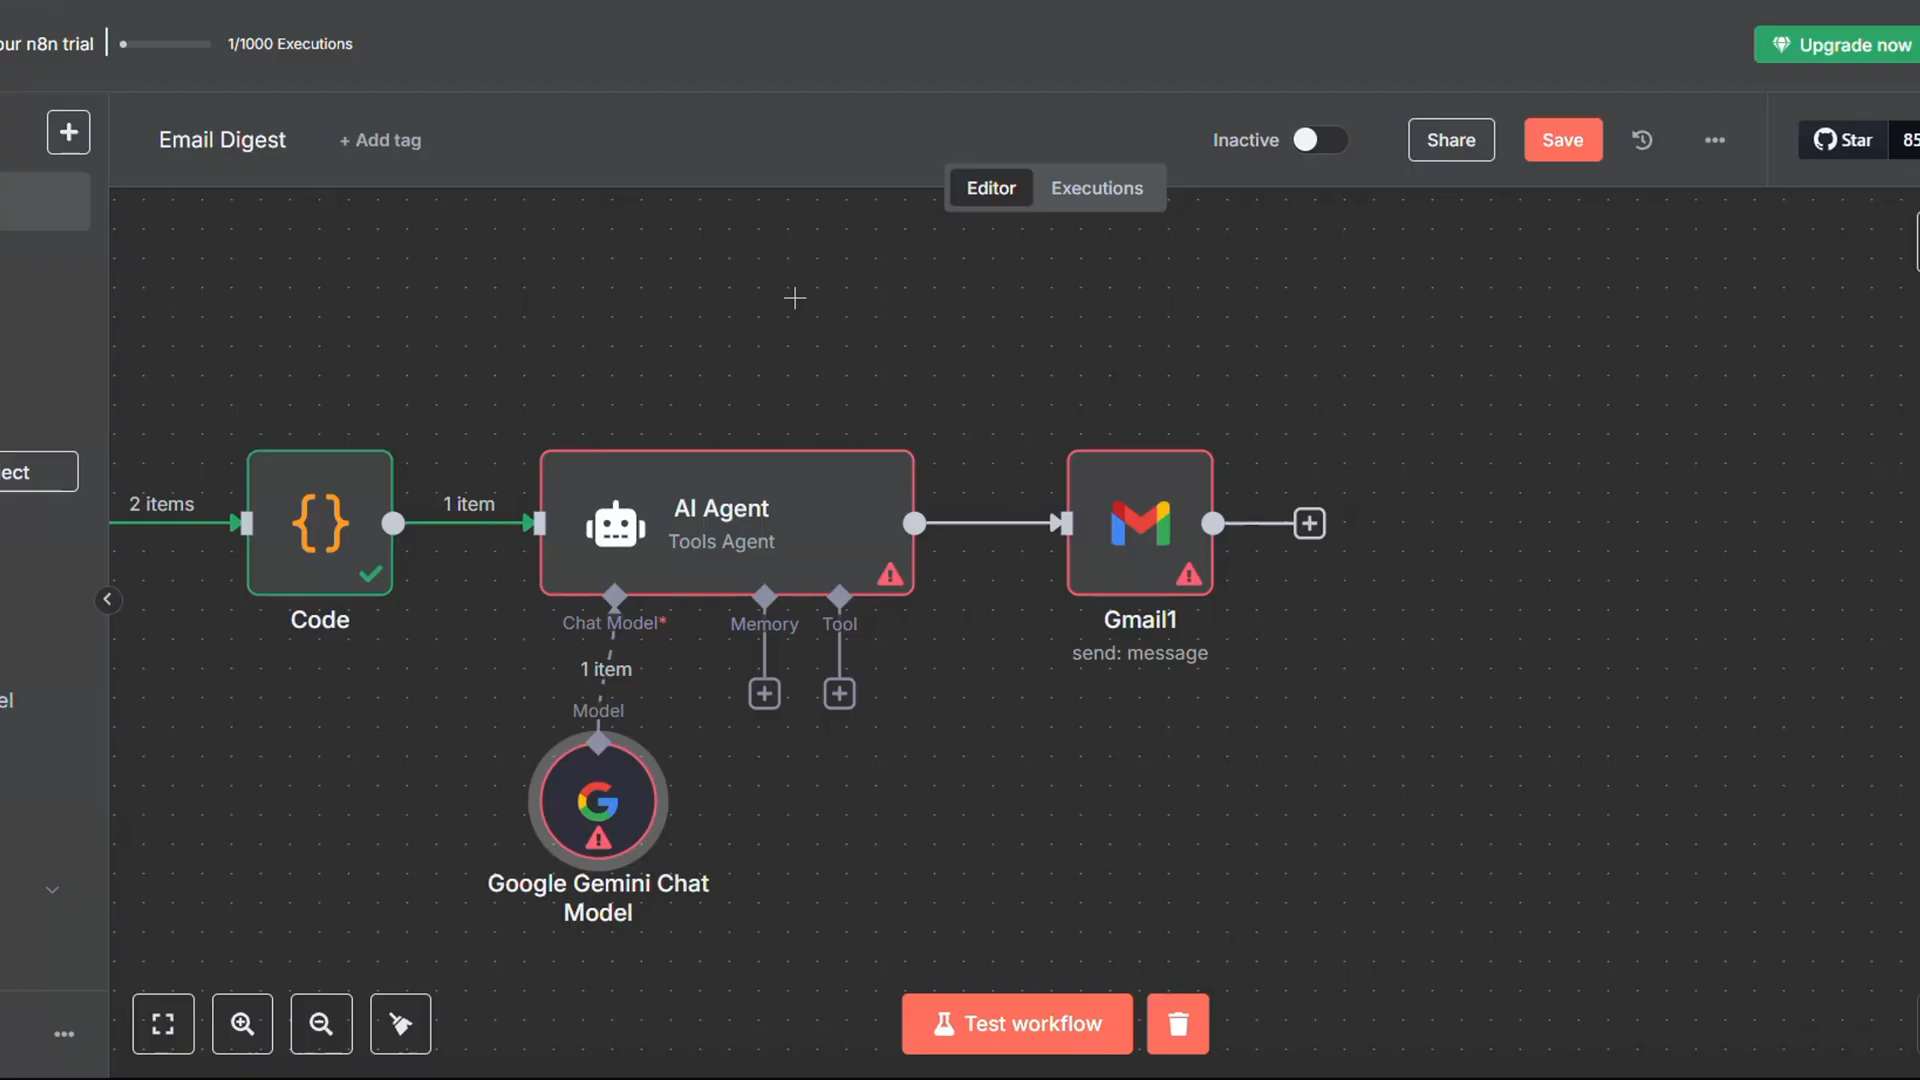 our n8n trial
1/1000 Executions
Upgrade now
Email Digest
+ Add tag
Inactive
Share
Save
Star
85
Editor
Executions
ect
2 items
1 item
AI Agent
Tools Agent
Code
Chat Model*
Memory
Tool
Gmail1
send: message
1 item
el
Model
Google Gemini Chat
Model
Test workflow